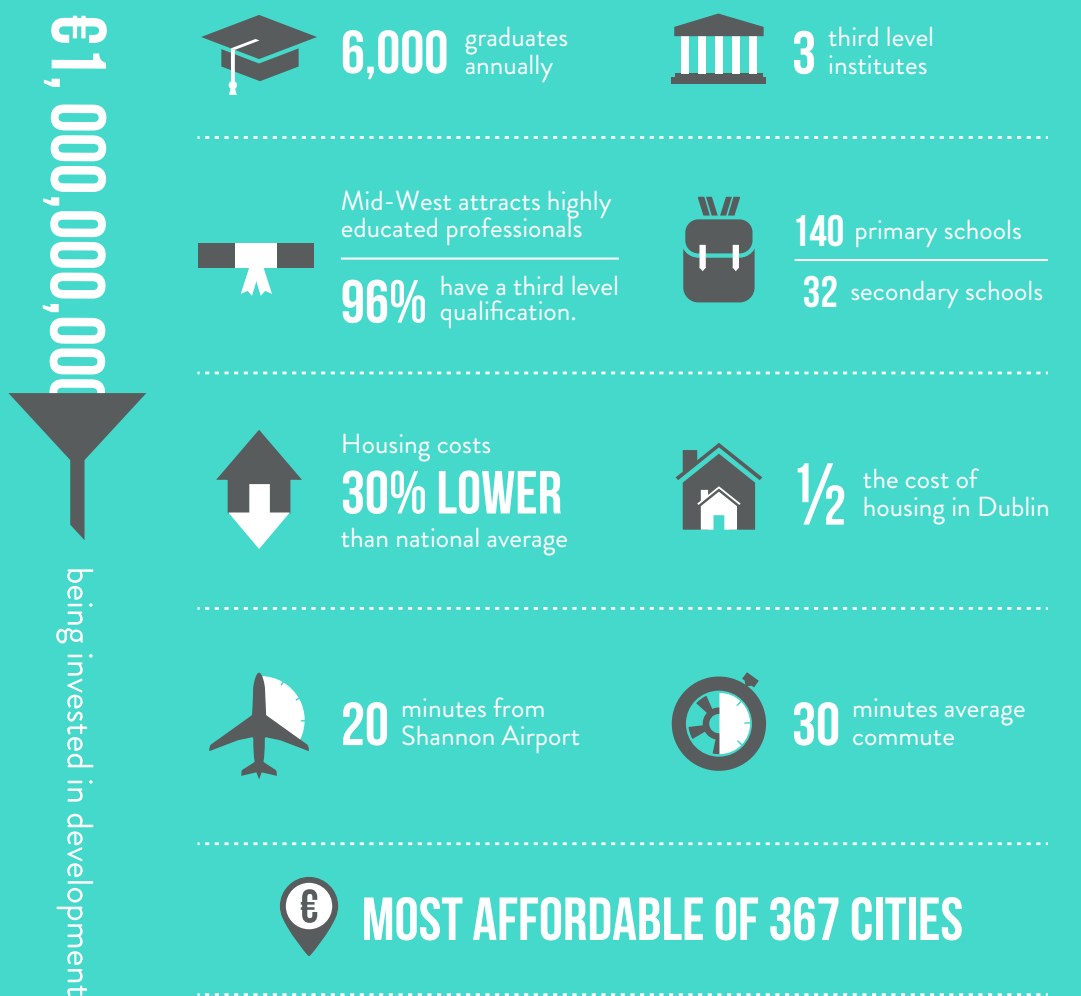 €1, 000,000,000
being invested in development
6,000 graduates
annually
3 third level
institutes
Mid-West attracts highly
educated professionals
96% have a third level
qualification.
140 primary schools
32 secondary schools
Housing costs
30% LOWER
than national average
½ the cost of
housing in Dublin
20 minutes from
Shannon Airport
30 minutes average
commute
€
MOST AFFORDABLE OF 367 CITIES